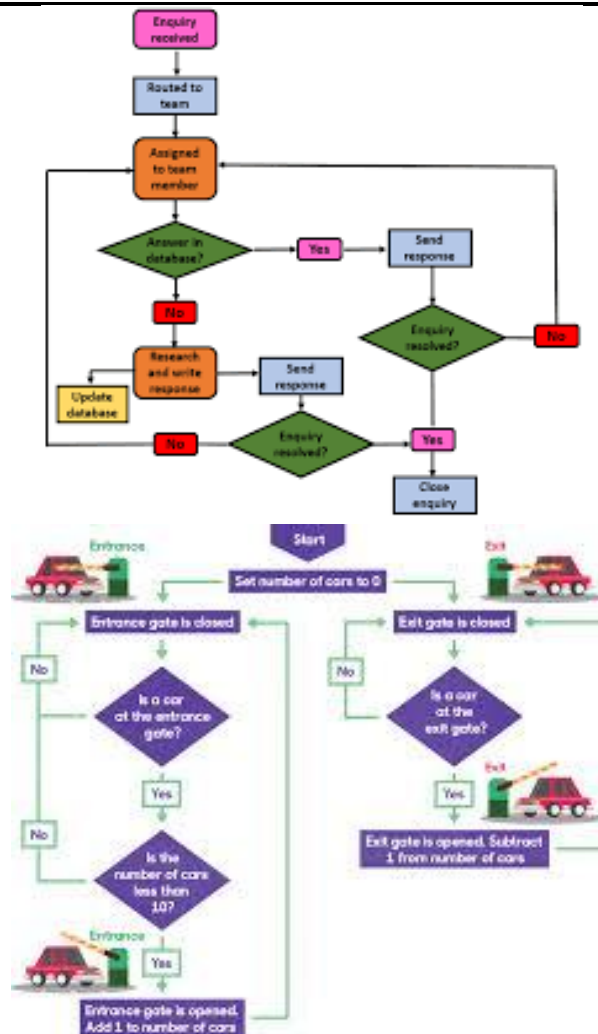 Enquiry
received
Routed to
team
Assigned
to team
member
Answer in
database?
Yes
Send
response
No
Enquiry
resolved?
No
Research
and write
response
Send
response
Update
database
No
Enquiry
resolved?
Yes
Close
enquiry
Start
Entrance
Exit
Set number of cars to 0
Entrance gate is closed
Exit gate is closed
No
No
Is a car
at the entrance
gate?
Is a car
at the
exit gate?
Exit
Yes
Yes
No
Is the
number of cars
less than
10?
Exit gate is opened. Subtract
1 from number of cars
Entrance
Yes
Entrance gate is opened.
Add 1 to number of cars